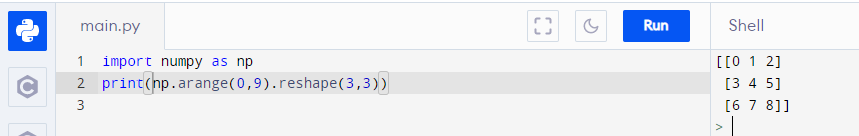 main.py
Run
Shell
1 import numpy as np
2 print(np.arange(0,9).reshape(3,3))
3
[[0 1 2]
[3 4 5]
[6 7 8]]
>